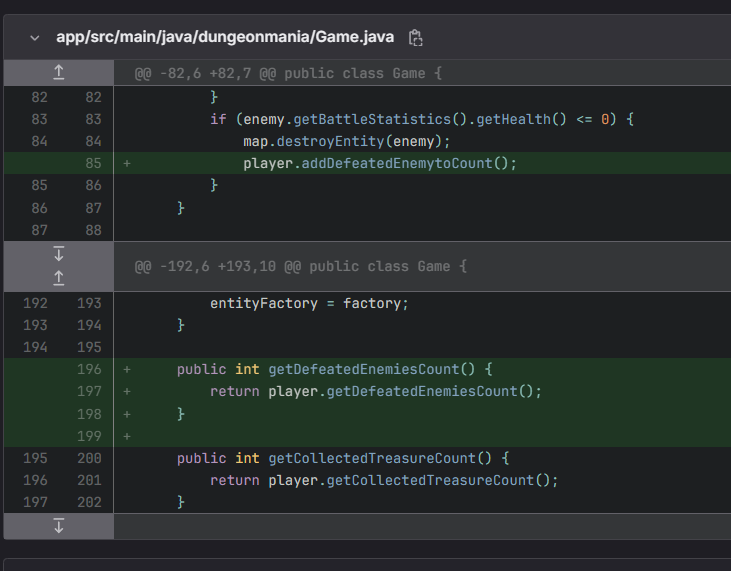 app/src/main/java/dungeonmania/Game.java
@@ -82,6 +82,7 @@ public class Game {
82 82 }
83 83 if (enemy.getBattleStatistics().getHealth() <= 0) {
84 84 map.destroyEntity(enemy);
85 + player.addDefeatedEnemytoCount();
85 86 }
86 87 }
87 88
@@ -192,6 +193,10 @@ public class Game {
192 193 entityFactory = factory;
193 194 }
194 195
196 + public int getDefeatedEnemiesCount() {
197 + return player.getDefeatedEnemiesCount();
198 + }
199 +
195 200 public int getCollectedTreasureCount() {
196 201 return player.getCollectedTreasureCount();
197 202 }